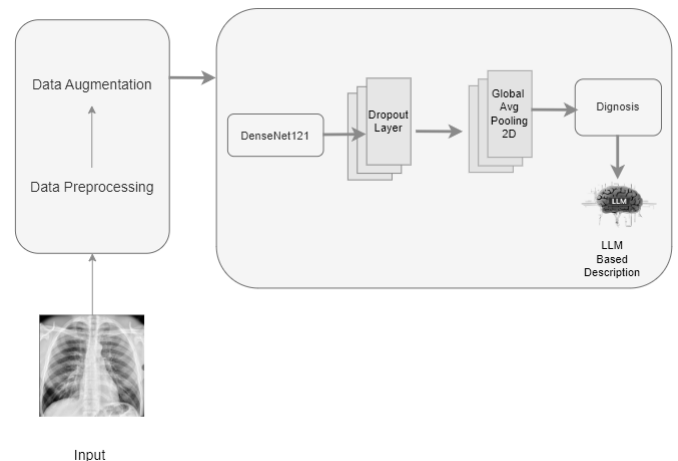 Data Augmentation
Data Preprocessing
Input
DenseNet121
Dropout
Layer
Global
Avg
Pooling
2D
Dignosis
LLM
LLM
Based
Description